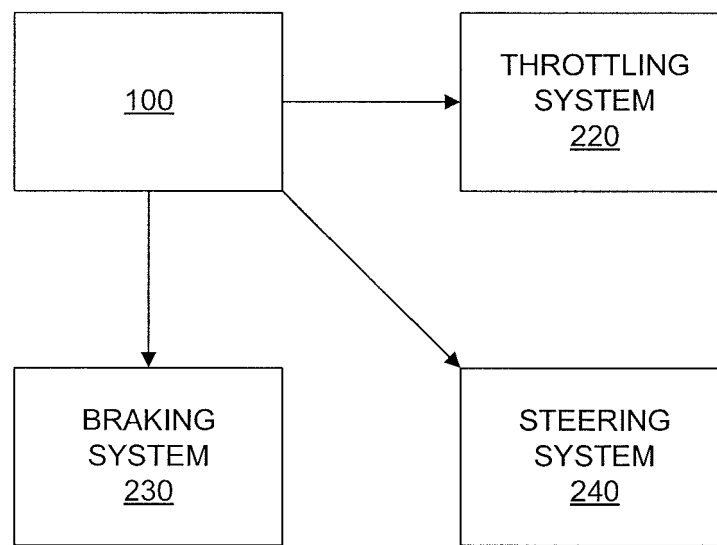 100
THROTTLING
SYSTEM
220
BRAKING
SYSTEM
230
STEERING
SYSTEM
240